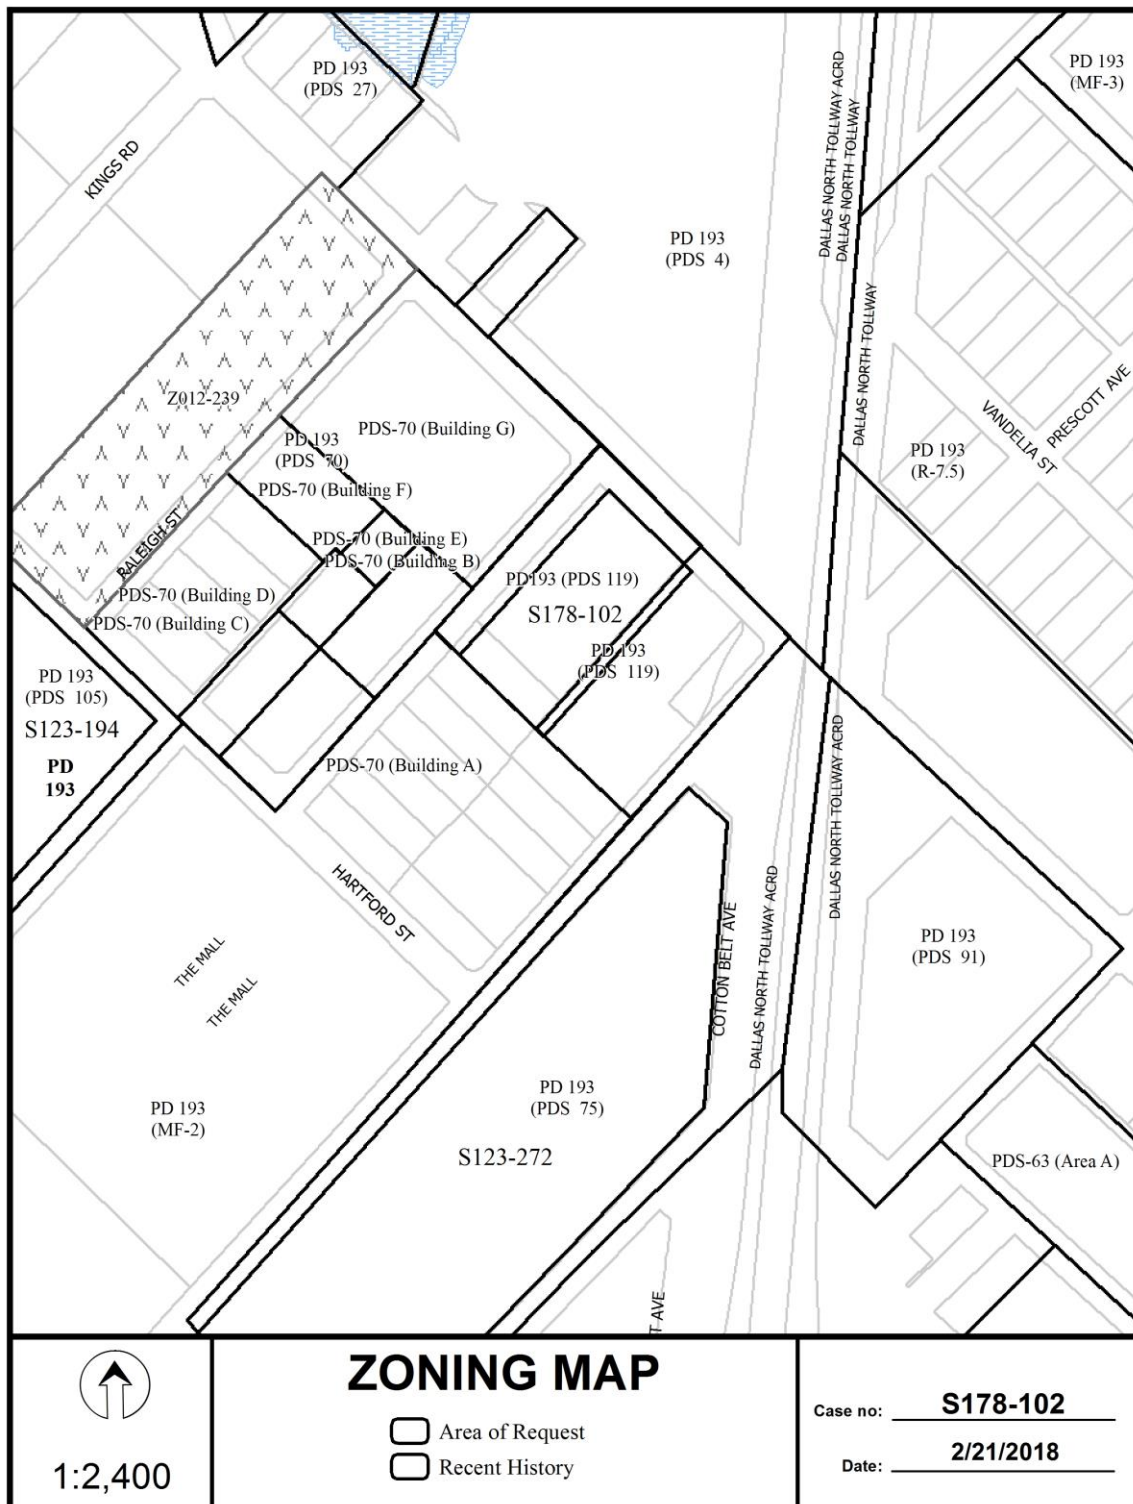 PD 193
(PDS 27)
PD 193
(MF-3)
DALLAS NORTH TOLLWAY ACRD
DALLAS NORTH TOLLWAY
KINGS RD
PD 193
(PDS 4)
DALLAS NORTH TOLLWAY
Z012-239
PRESCOTT AVE
VANDELIA ST
PDS-70 (Building G)
PD 193
(PDS 70)
PD 193
(R-7.5)
PDS-70 (Building F)
RALEIGH ST
PDS-70 (Building E)
PDS-70 (Building B)
PD193 (PDS 119)
PDS-70 (Building D)
S178-102
PDS-70 (Building C)
PD 193
(PDS 119)
PD 193
(PDS 105)
S123-194
PD
193
PDS-70 (Building A)
DALLAS NORTH TOLLWAY ACRD
HARTFORD ST
COTTON BELT AVE
DALLAS NORTH TOLLWAY ACRD
PD 193
(PDS 91)
THE MALL
THE MALL
PD 193
(PDS 75)
PD 193
(MF-2)
S123-272
PDS-63 (Area A)
T AVE
ZONING MAP
Area of Request
Recent History
1:2,400
Case no: S178-102
Date: 2/21/2018